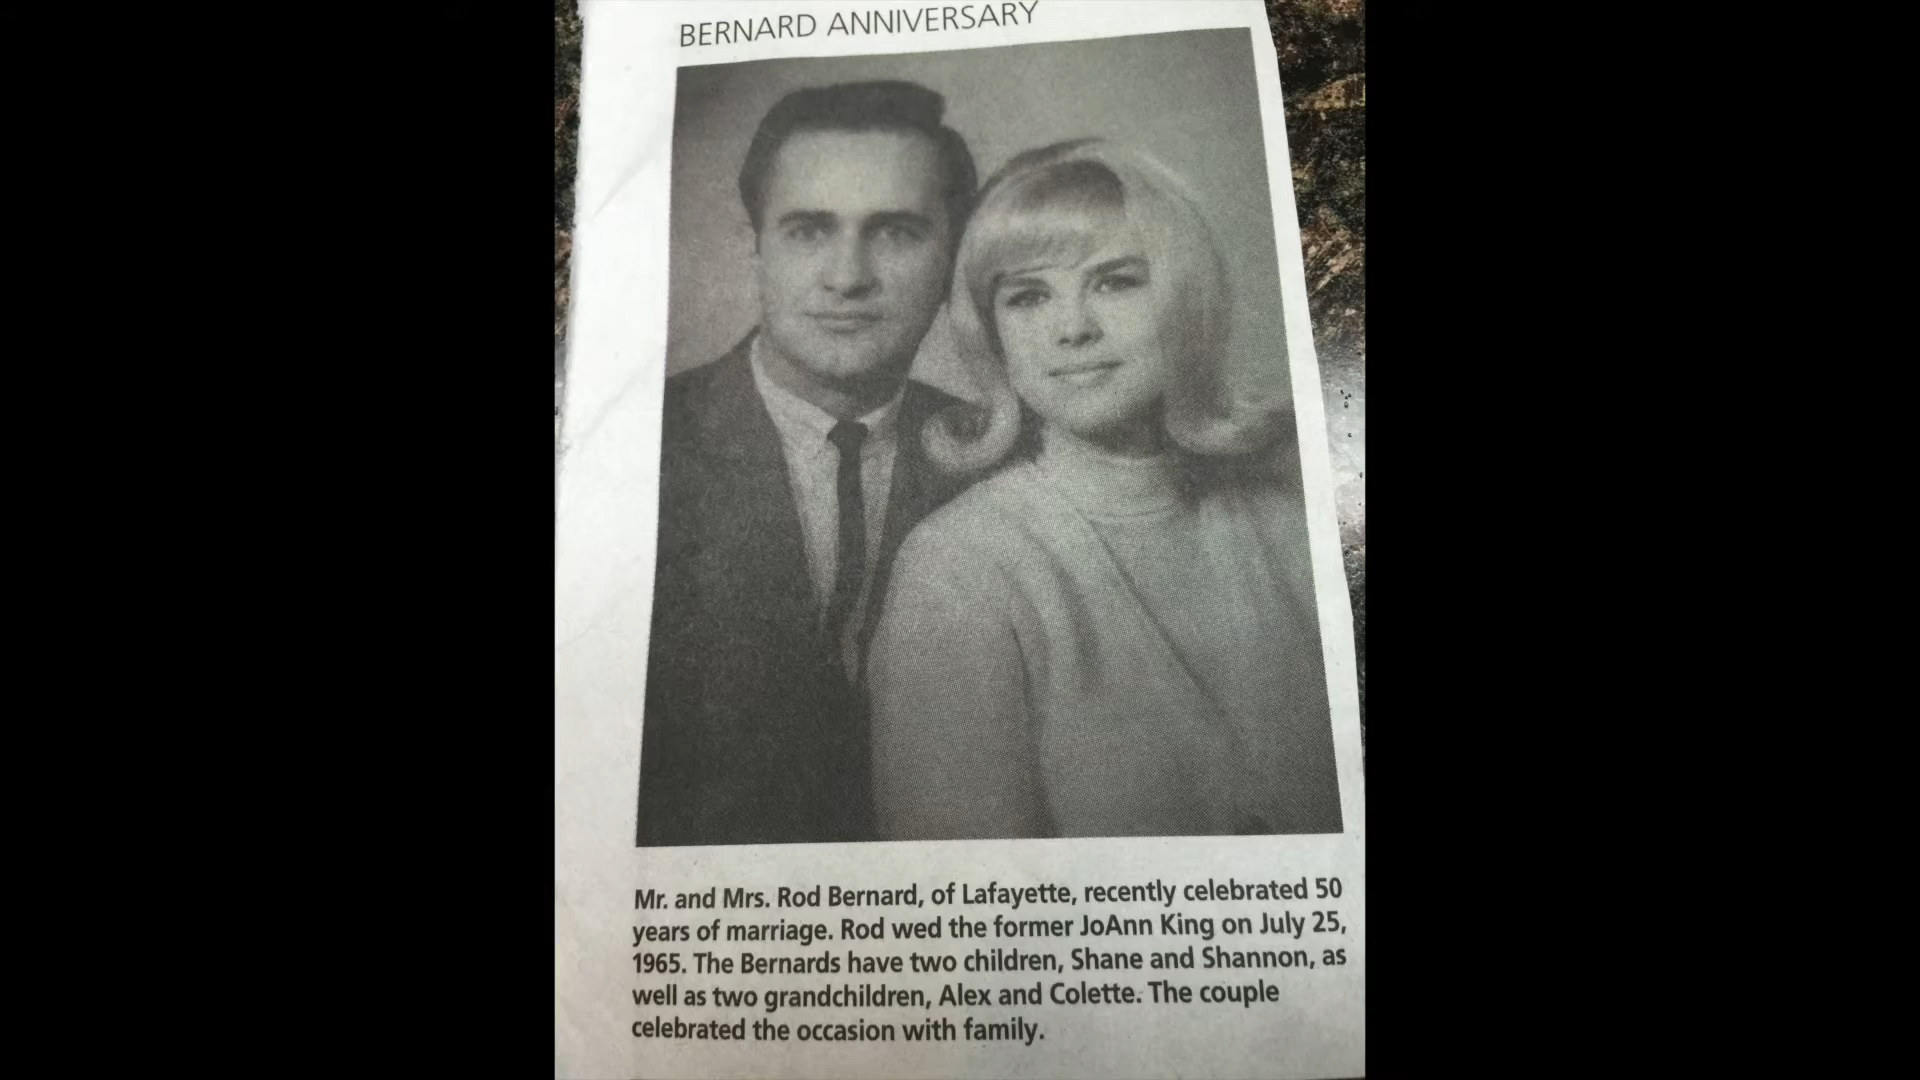 BERNARD ANNIVERSARY
Mr. and Mrs. Rod Bernard, of Lafayette, recently celebrated 50
years of marriage. Rod wed the former JoAnn King on July 25,
1965. The Bernards have two children, Shane and Shannon, as
well as two grandchildren, Alex and Colette. The couple
celebrated the occasion with family.